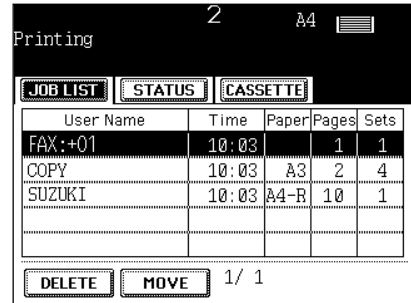 2 A4
Printing
JOB LIST STATUS CASSETTE
User Name Time Paper Pages Sets
FAX:+01 10:03 1 1
COPY 10:03 A3 2 4
SUZUKI 10:03 A4-R 10 1
DELETE MOVE 1/ 1